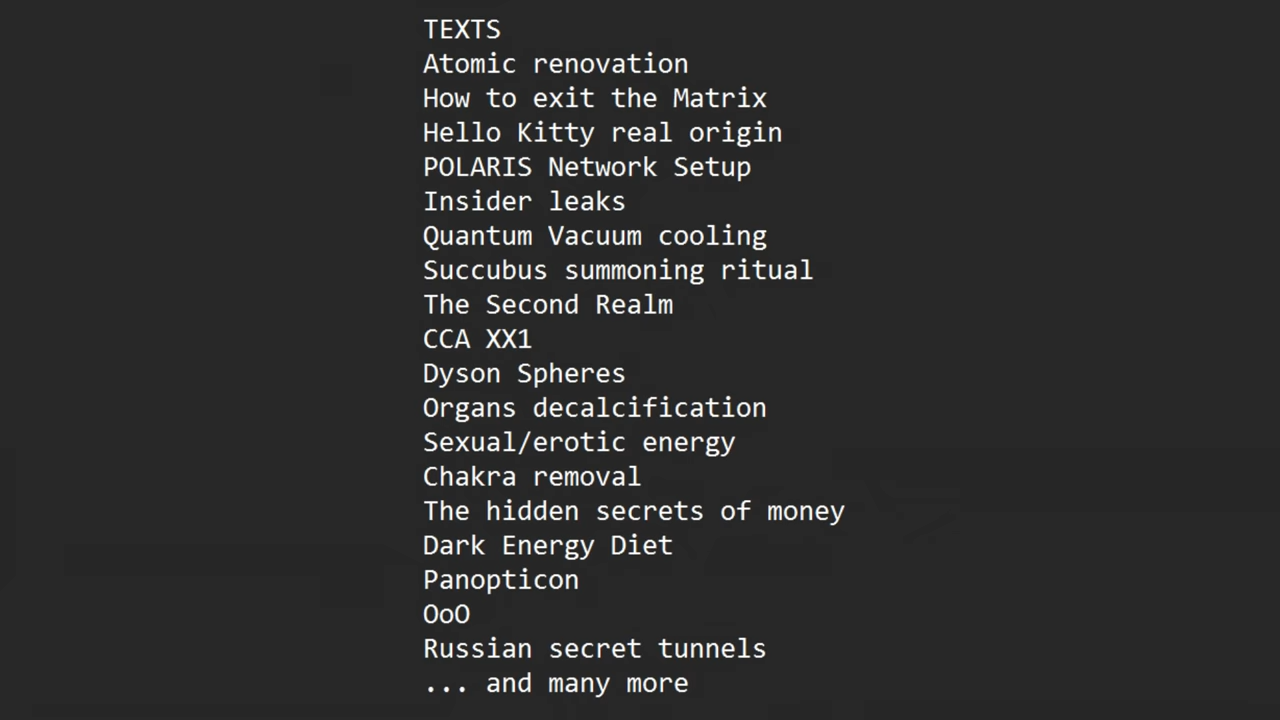 TEXTS
Atomic renovation
How to exit the Matrix
Hello Kitty real origin
POLARIS Network Setup
Insider leaks
Quantum Vacuum cooling
Succubus summoning ritual
The Second Realm
CCA XX1
Dyson Spheres
Organs decalcification
Sexual/erotic energy
Chakra removal
The hidden secrets of money
Dark Energy Diet
Panopticon
OoO
Russian secret tunnels
... and many more